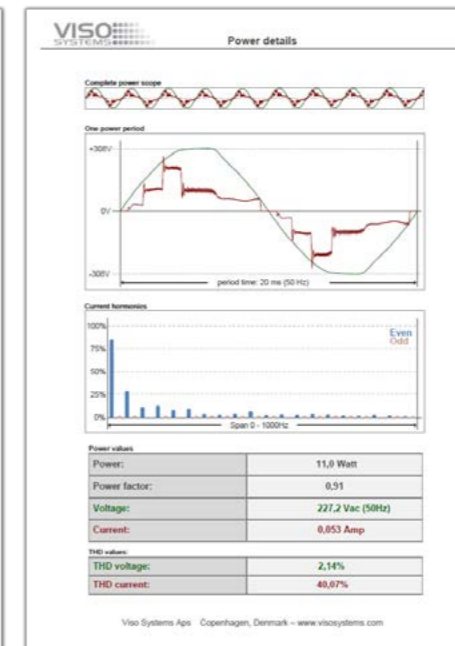 VISO
SYSTEMS
Power details
Complete power scope
One power period
+308V
0V
-308V
period time: 20 ms (50 Hz)
Current hormonics
100%
75%
50%
25%
0%
Even
Odd
Span 0 - 1000Hz
Power values
Power: 11,0 Watt
Power factor: 0,91
Voltage: 227,2 Vac (50Hz)
Current: 0,053 Amp
THD values:
THD voltage: 2,14%
THD current: 40,07%
Viso Systems Aps Copenhagen, Denmark – www.visosystems.com